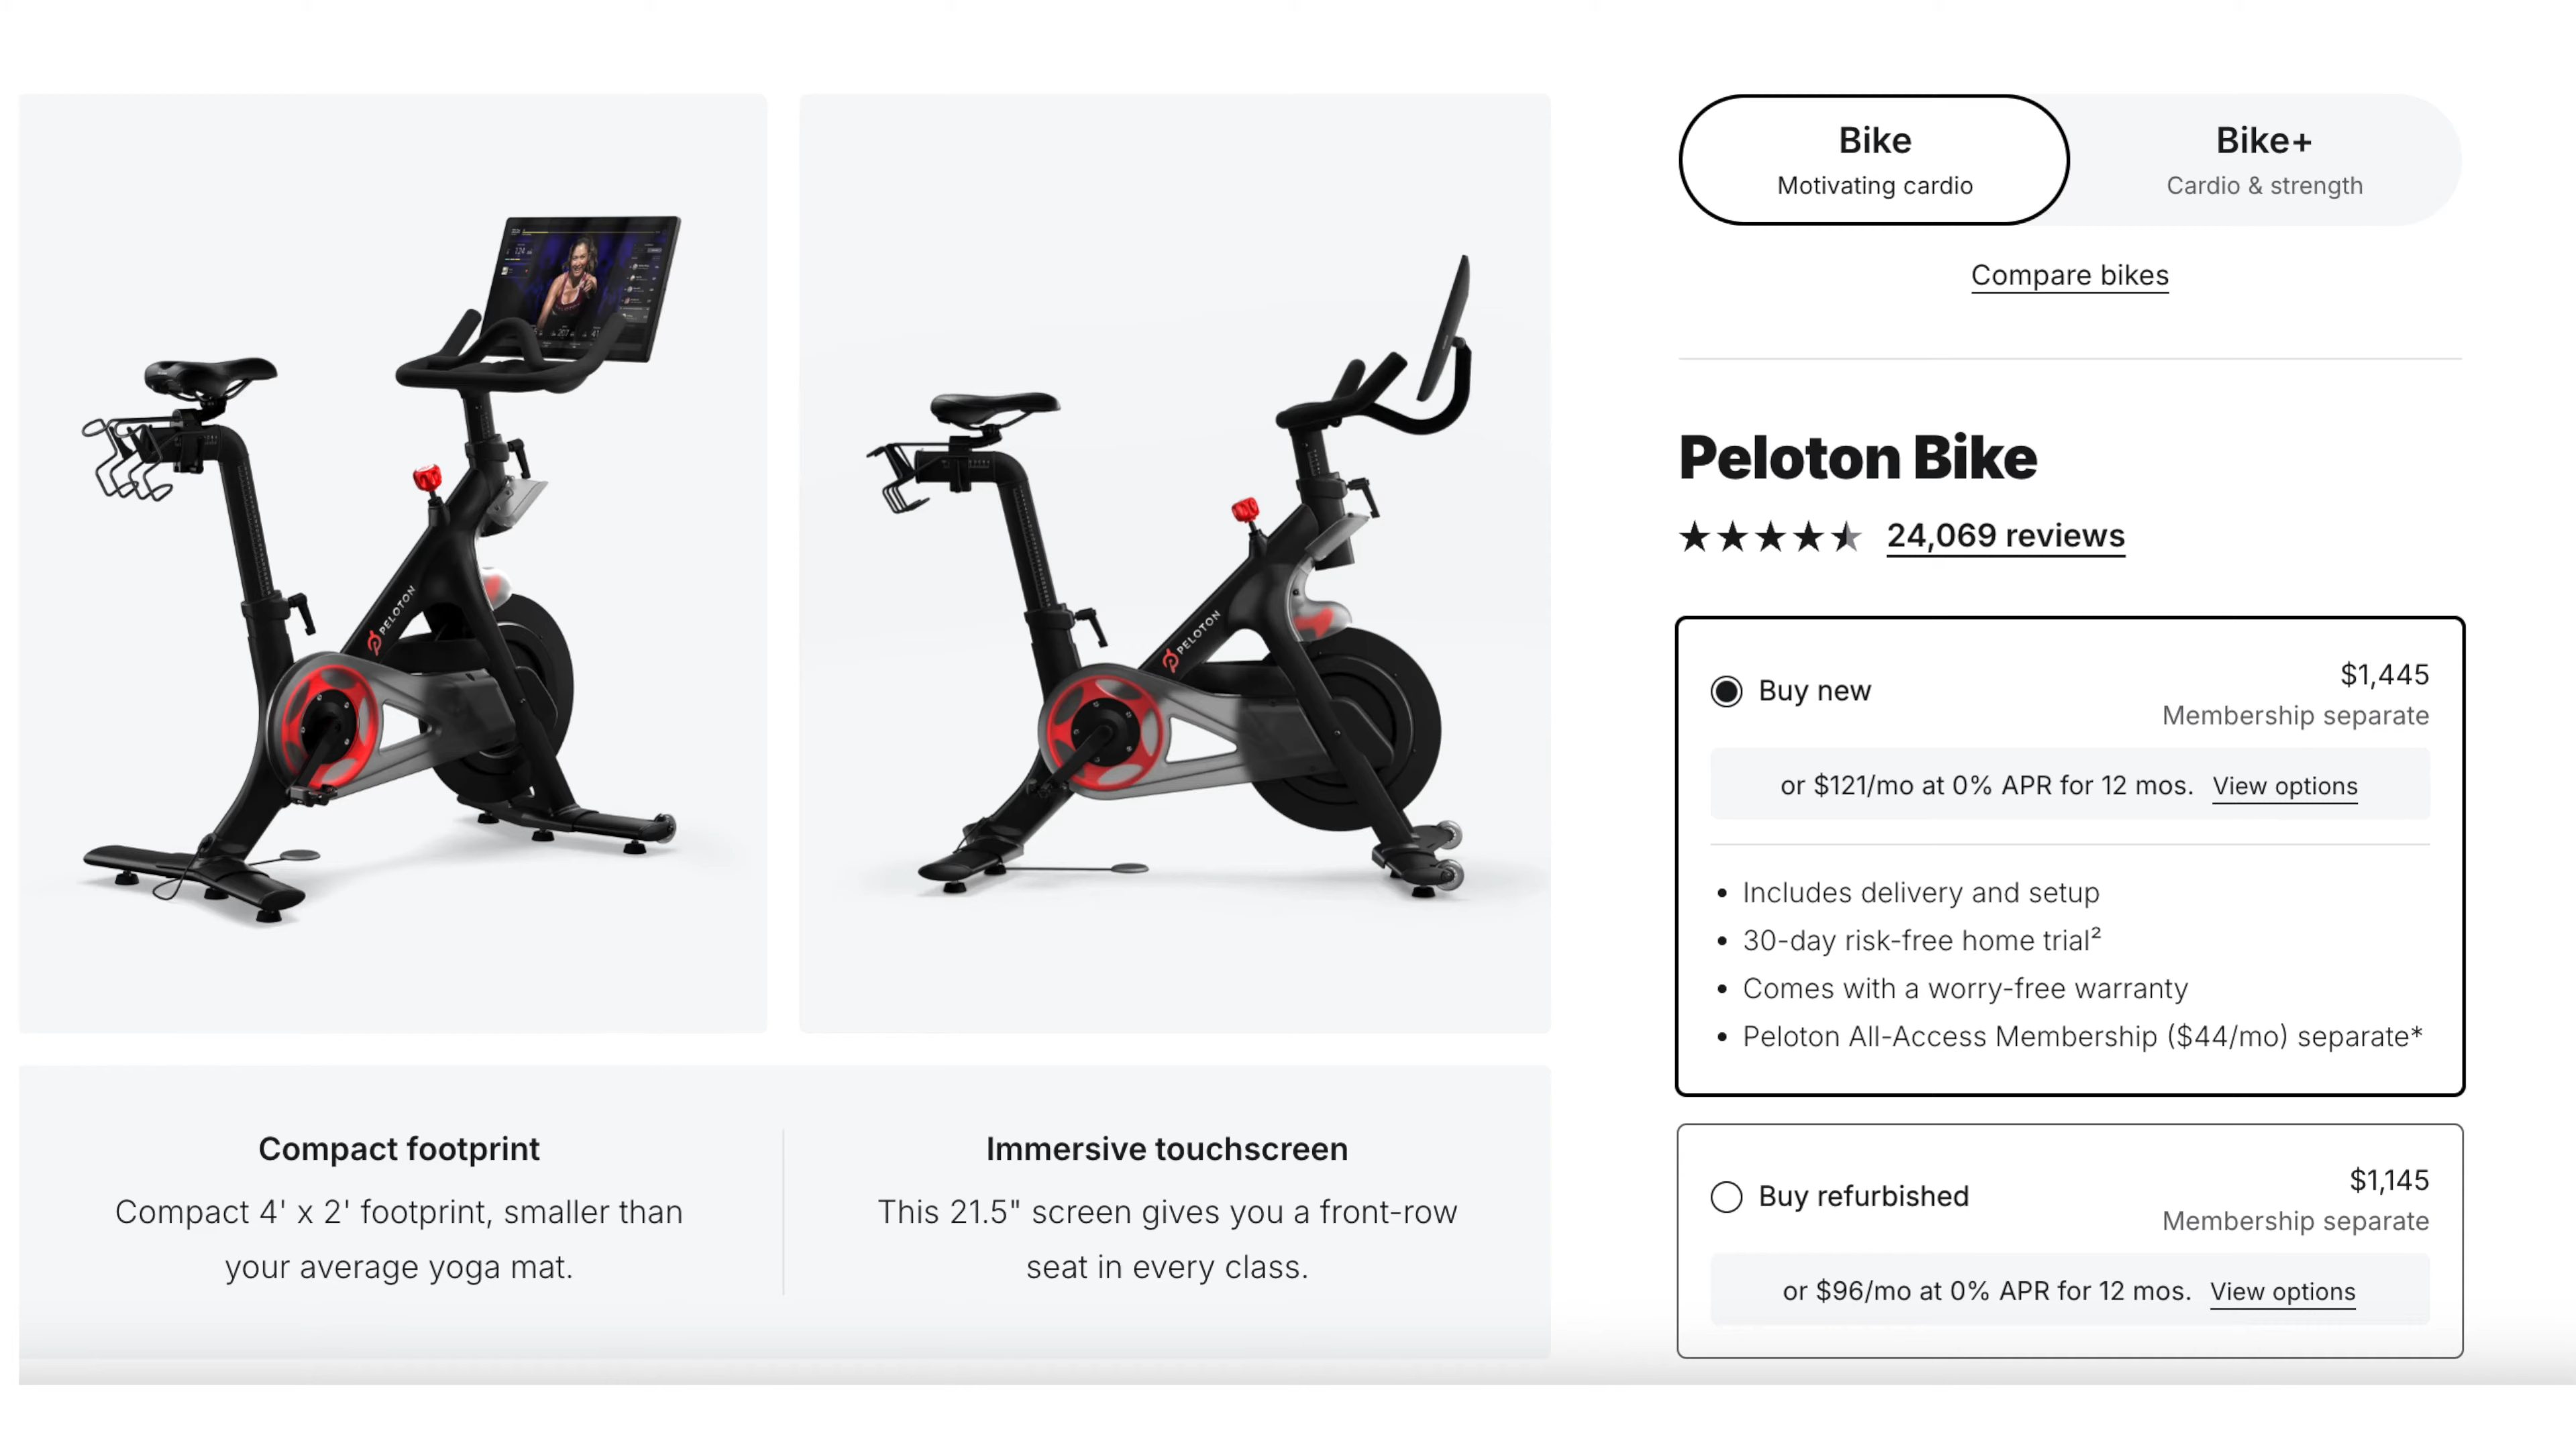 PELOTON
PELOTON
Compact footprint
Compact 4' x 2' footprint, smaller than
your average yoga mat.
Immersive touchscreen
This 21.5" screen gives you a front-row
seat in every class.
Bike
Motivating cardio
Bike+
Cardio & strength
Compare bikes
Peloton Bike
24,069 reviews
Buy new
$1,445
Membership separate
or $121/mo at 0% APR for 12 mos. View options
• Includes delivery and setup
• 30-day risk-free home trial²
• Comes with a worry-free warranty
• Peloton All-Access Membership ($44/mo) separate*
Buy refurbished
$1,145
Membership separate
or $96/mo at 0% APR for 12 mos. View options